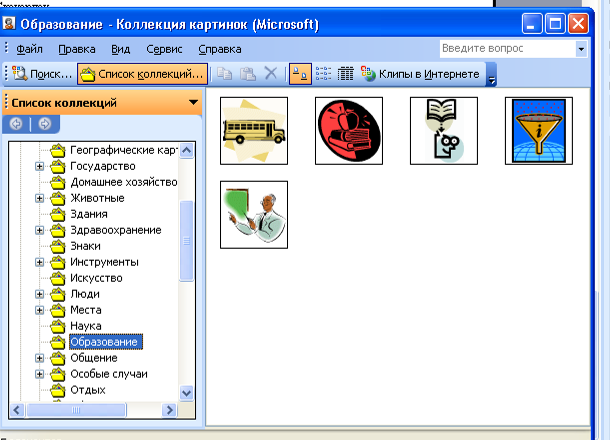 Образование - Коллекция картинок (Microsoft)
Файл Правка Вид Сервис Справка
Введите вопрос
Поиск... Список коллекций... Клипы в Интернете
Список коллекций
Географические карт
Государство
Домашнее хозяйство
Животные
Здания
Здравоохранение
Знаки
Инструменты
Искусство
Люди
Места
Наука
Образование
Общение
Особые случаи
Отдых
i